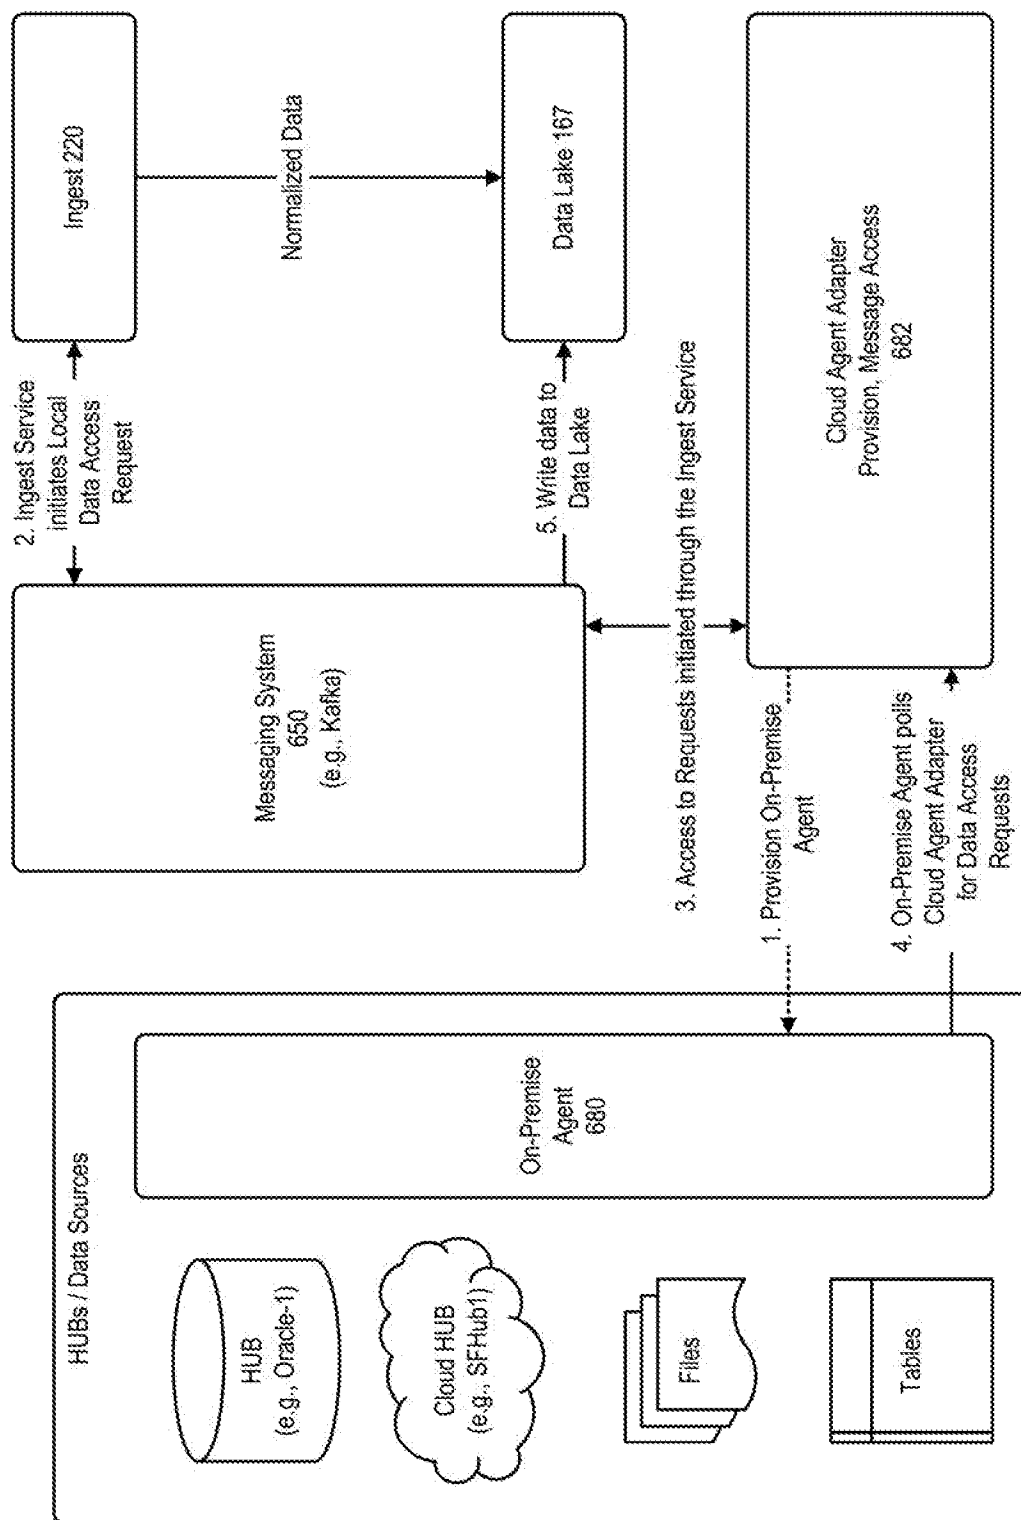 HUBs / Data Sources
HUB
(e.g., Oracle-1)
Cloud HUB
(e.g., SFHub1)
Files
Tables
On-Premise
Agent
680
Messaging System
650
(e.g., Kafka)
2. Ingest Service
initiates Local
Data Access
Request
Ingest 220
Normalized Data
5. Write data to
Data Lake
Data Lake 167
3. Access to Requests initiated through the Ingest Service
1. Provision On-Premise
Agent
4. On-Premise Agent polls
Cloud Agent Adapter
for Data Access
Requests
Cloud Agent Adapter
Provision, Message Access
682